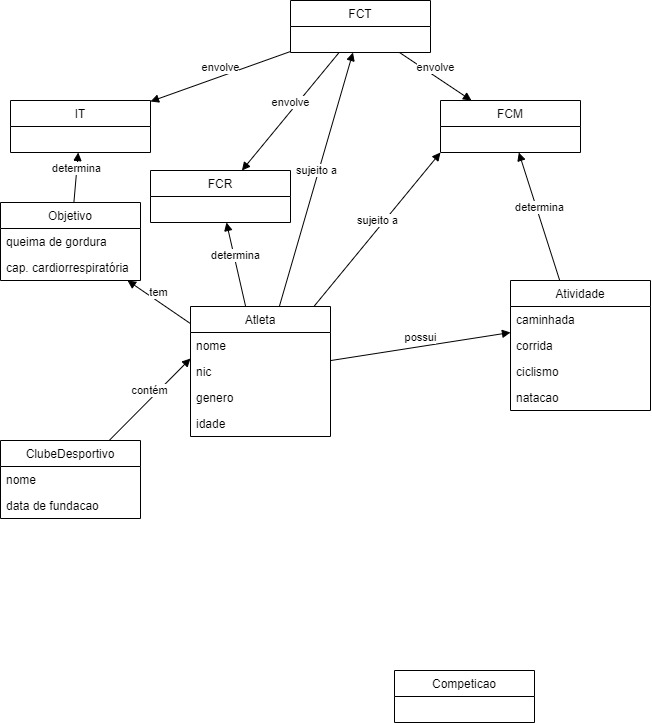 FCT
envolve
envolve
envolve
IT
FCM
FCR
determina
sujeito a
determina
sujeito a
determina
Objetivo
queima de gordura
cap. cardiorrespiratória
tem
Atleta
nome
nic
genero
idade
possui
Atividade
caminhada
corrida
ciclismo
natacao
contém
ClubeDesportivo
nome
data de fundacao
Competicao